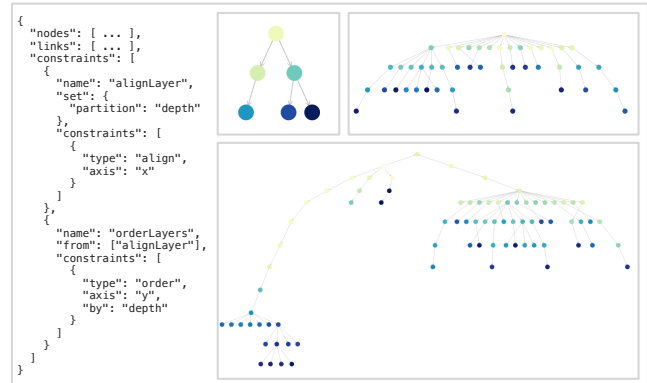 {
"nodes": [ ... ],
"links": [ ... ],
"constraints": [
{
"name": "alignLayer",
"set": {
"partition": "depth"
},
"constraints": [
{
"type": "align",
"axis": "x"
}
]
},
{
"name": "orderLayers",
"from": ["alignLayer"],
"constraints": [
{
"type": "order",
"axis": "y",
"by": "depth"
}
]
}
]
}